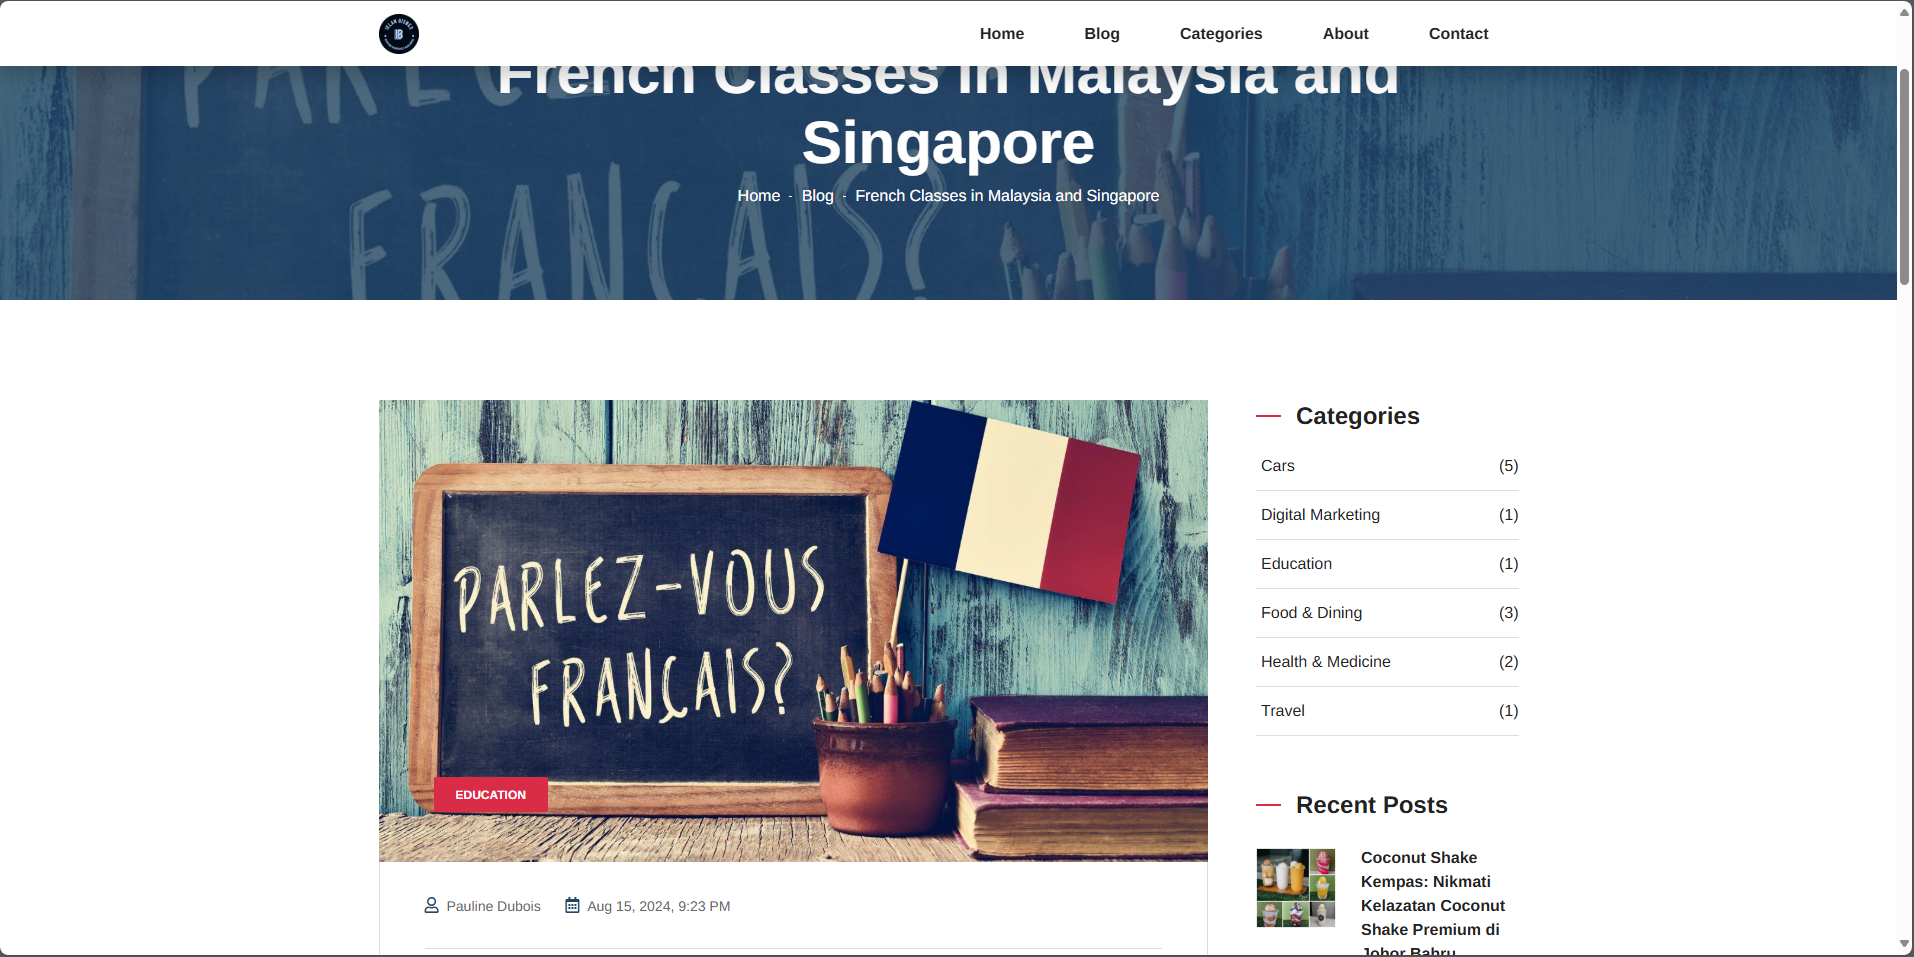 Home
Blog
Categories
About
Contact
French Classes in Malaysia and
Singapore
Home - Blog - French Classes in Malaysia and Singapore
PARLEZ-VOUS
FRANÇAIS?
EDUCATION
Pauline Dubois
Aug 15, 2024, 9:23 PM
Categories
Cars (5)
Digital Marketing (1)
Education (1)
Food & Dining (3)
Health & Medicine (2)
Travel (1)
Recent Posts
Coconut Shake
Kempas: Nikmati
Kelazatan Coconut
Shake Premium di
Johor Bahru